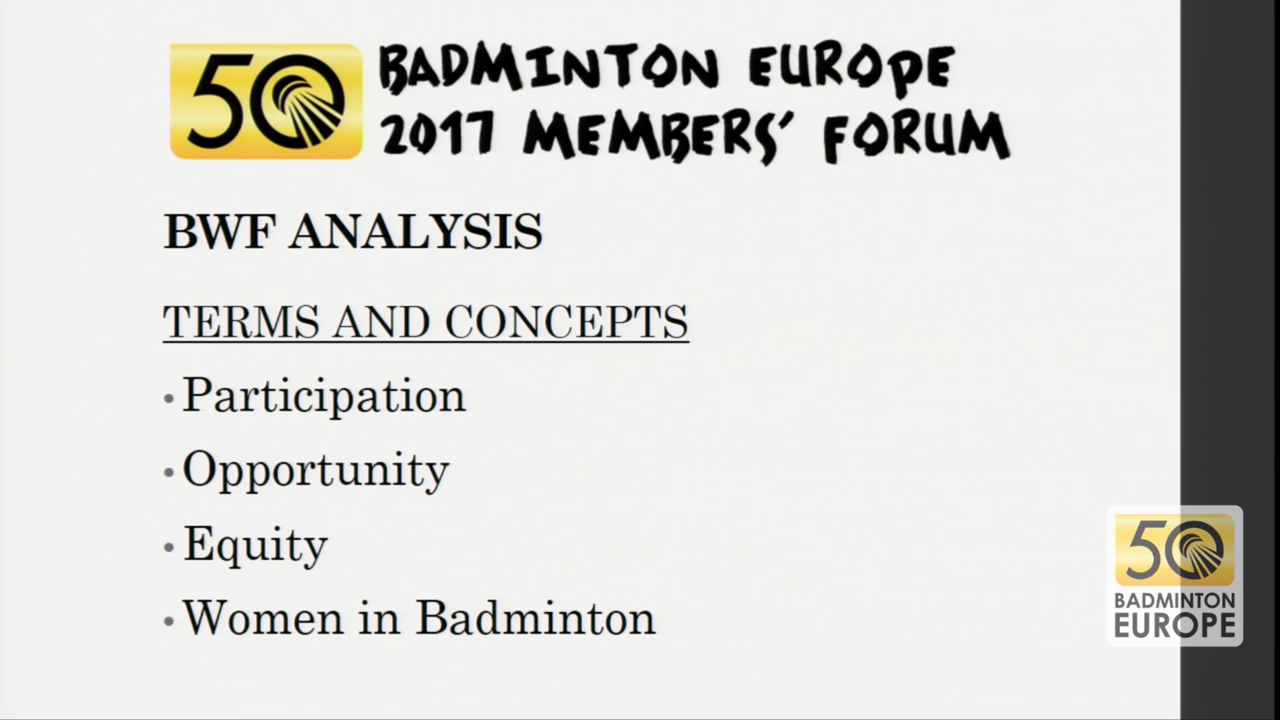 50 BADMINTON EUROPE
2017 MEMBERS' FORUM
BWF ANALYSIS
TERMS AND CONCEPTS
• Participation
• Opportunity
• Equity
• Women in Badminton
50
BADMINTON
EUROPE